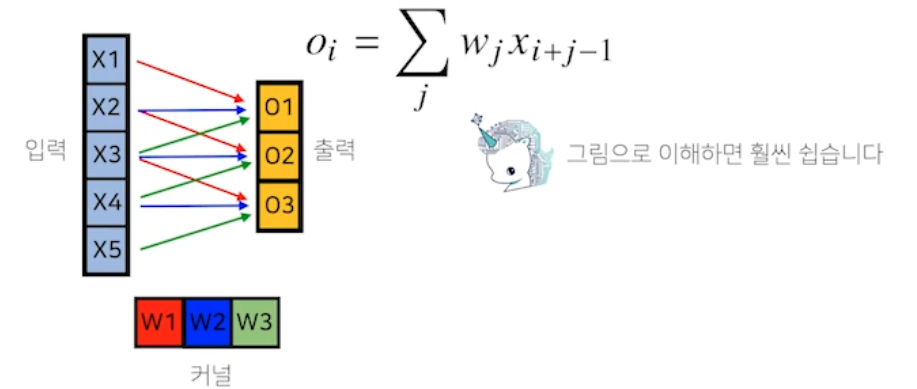 o_i = ∑_j w_j x_{i+j−1}
X1
X2
X3
X4
X5
입력
O1
O2
O3
출력
그림으로 이해하면 훨씬 쉽습니다
W1 W2 W3
커널